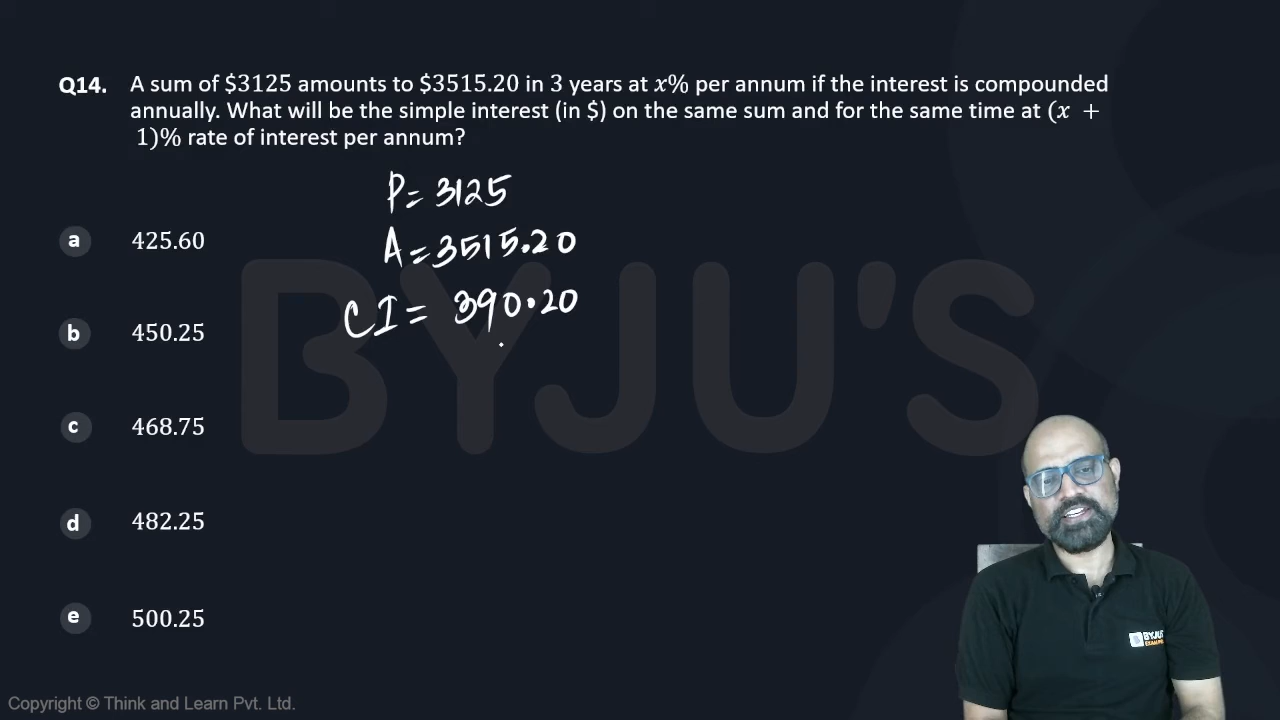 Q14. A sum of $3125 amounts to $3515.20 in 3 years at x% per annum if the interest is compounded
annually. What will be the simple interest (in $) on the same sum and for the same time at (x +
1)% rate of interest per annum?
P = 3125
A = 3515.20
CI = 390.20
a 425.60
b 450.25
c 468.75
d 482.25
e 500.25
BYJU'S
BYJU'S
Copyright © Think and Learn Pvt. Ltd.